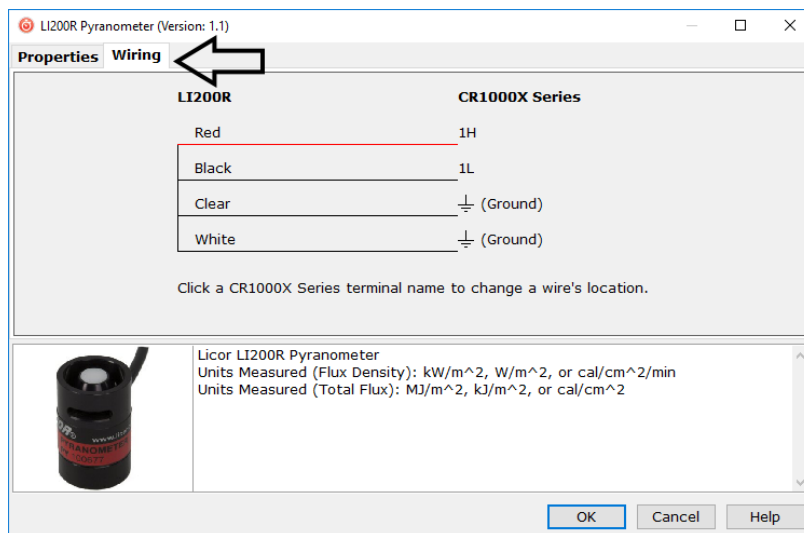 LI200R Pyranometer (Version: 1.1)
Properties Wiring
LI200R CR1000X Series
Red 1H
Black 1L
Clear (Ground)
White (Ground)
Click a CR1000X Series terminal name to change a wire's location.
Licor LI200R Pyranometer
Units Measured (Flux Density): kW/m^2, W/m^2, or cal/cm^2/min
Units Measured (Total Flux): MJ/m^2, kJ/m^2, or cal/cm^2
PYRANOMETER
OK Cancel Help